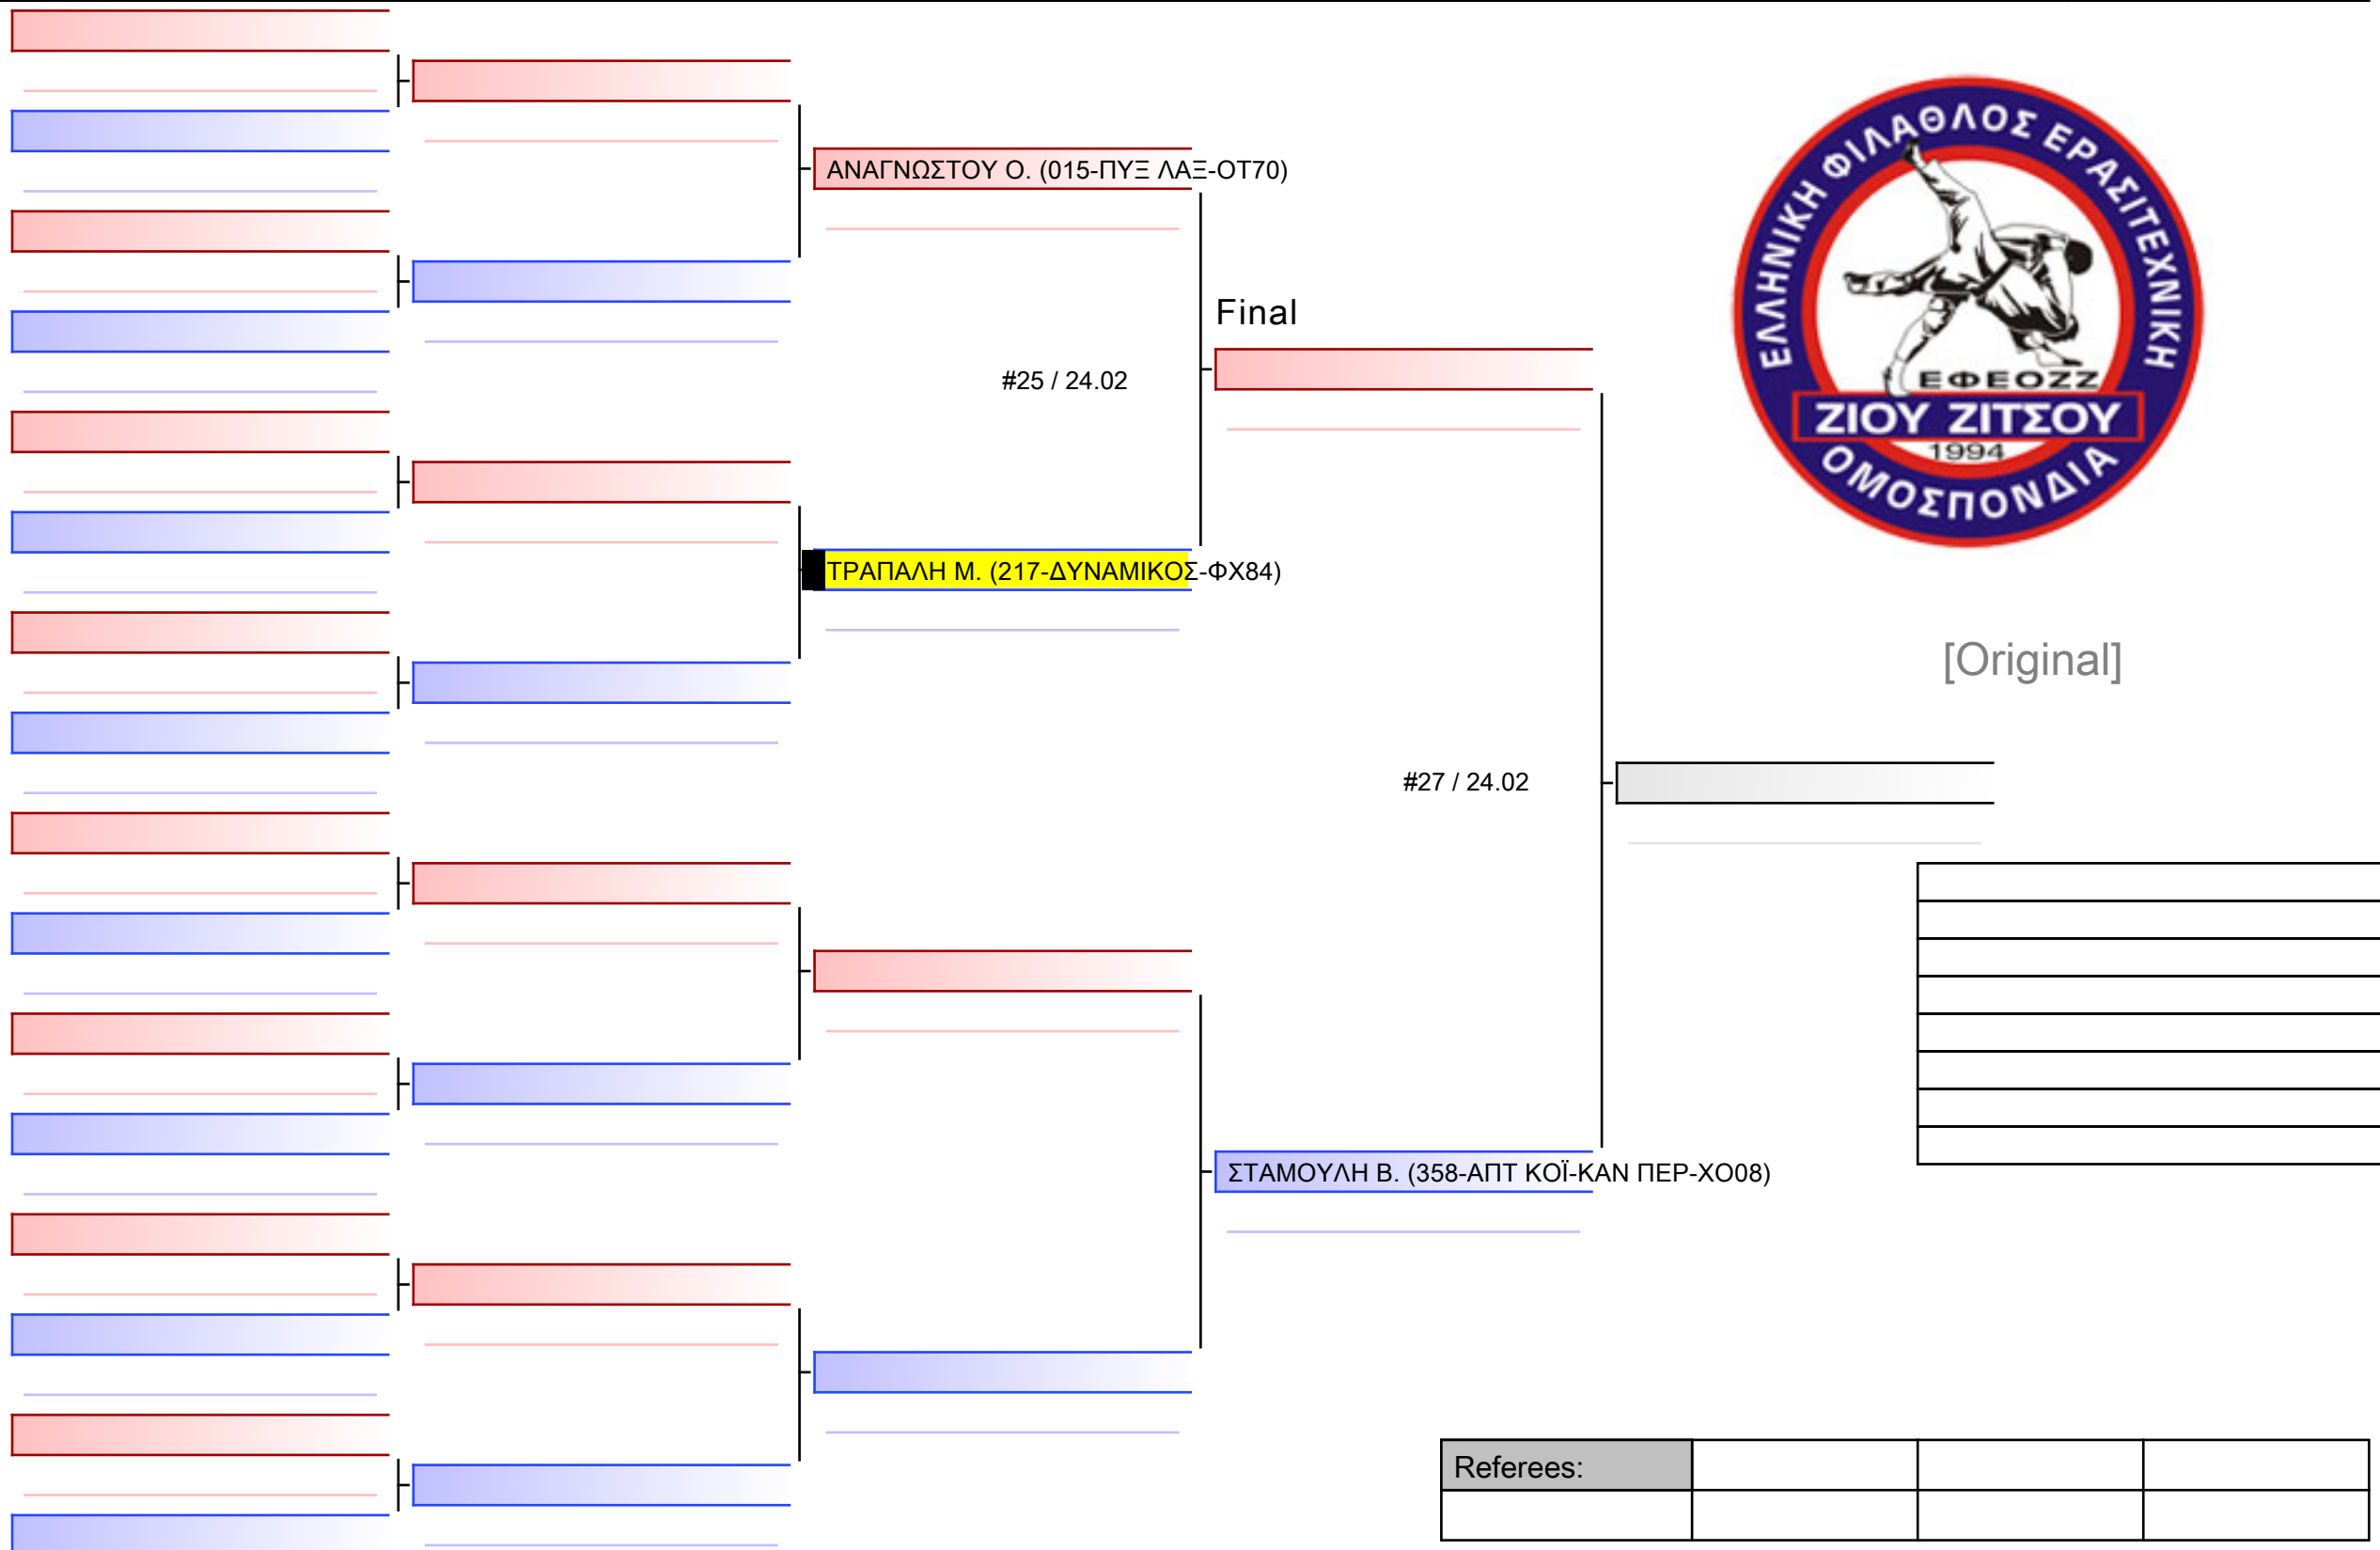 ΑΝΑΓΝΩΣΤΟΥ Ο. (015-ΠΥΞ ΛΑΞ-ΟΤ70)
Final
#25 / 24.02
ΤΡΑΠΑΛΗ Μ. (217-ΔΥΝΑΜΙΚΟΣ-ΦΧ84)
ΕΛΛΗΝΙΚΗ ΦΙΛΑΘΛΟΣ ΕΡΑΣΙΤΕΧΝΙΚΗ
ΕΦΕΟΖΖ
ΖΙΟΥ ΖΙΤΣΟΥ
1994
ΟΜΟΣΠΟΝΔΙΑ
[Original]
#27 / 24.02
ΣΤΑΜΟΥΛΗ Β. (358-ΑΠΤ ΚΟΪ-ΚΑΝ ΠΕΡ-ΧΟ08)
Referees: